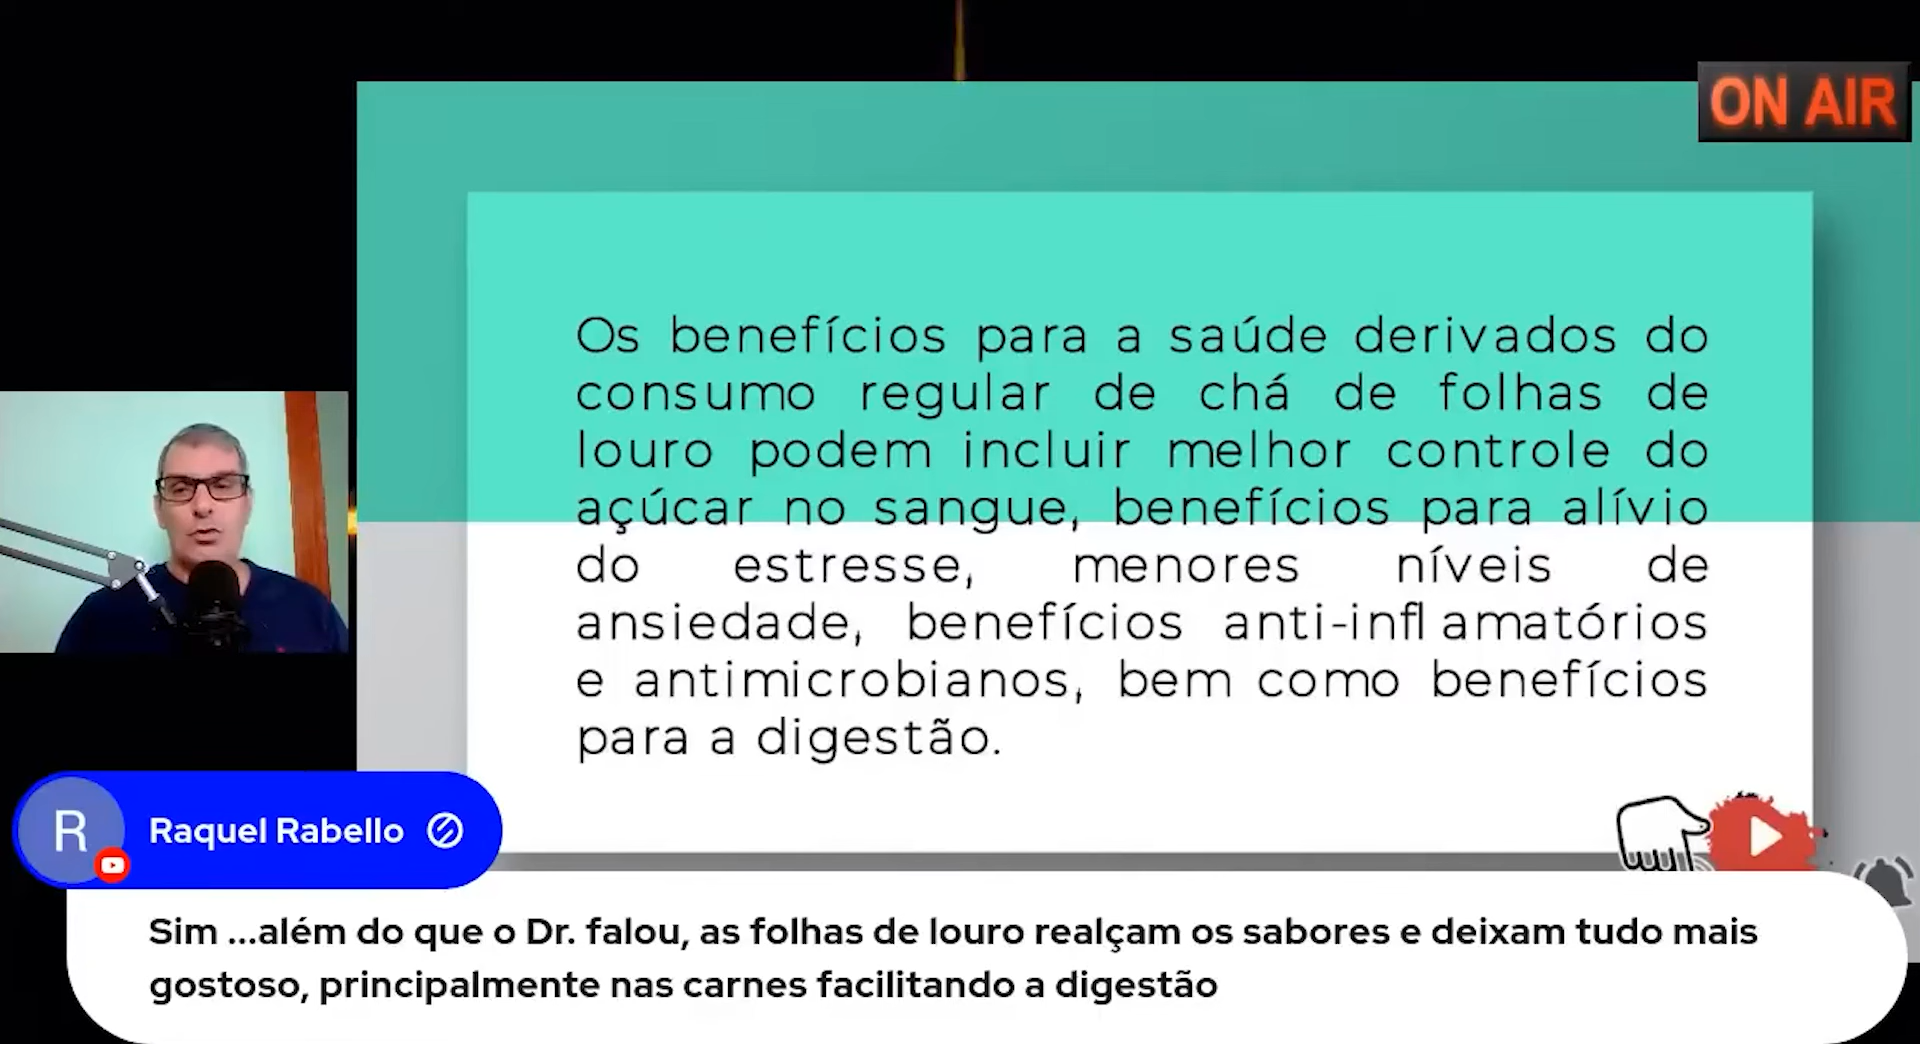 ON AIR
Os benefícios para a saúde derivados do
consumo regular de chá de folhas de
louro podem incluir melhor controle do
açúcar no sangue, benefícios para alívio
do estresse, menores níveis de
ansiedade, benefícios anti-infl amatórios
e antimicrobianos, bem como benefícios
para a digestão.
R
Raquel Rabello
Sim ...além do que o Dr. falou, as folhas de louro realçam os sabores e deixam tudo mais
gostoso, principalmente nas carnes facilitando a digestão